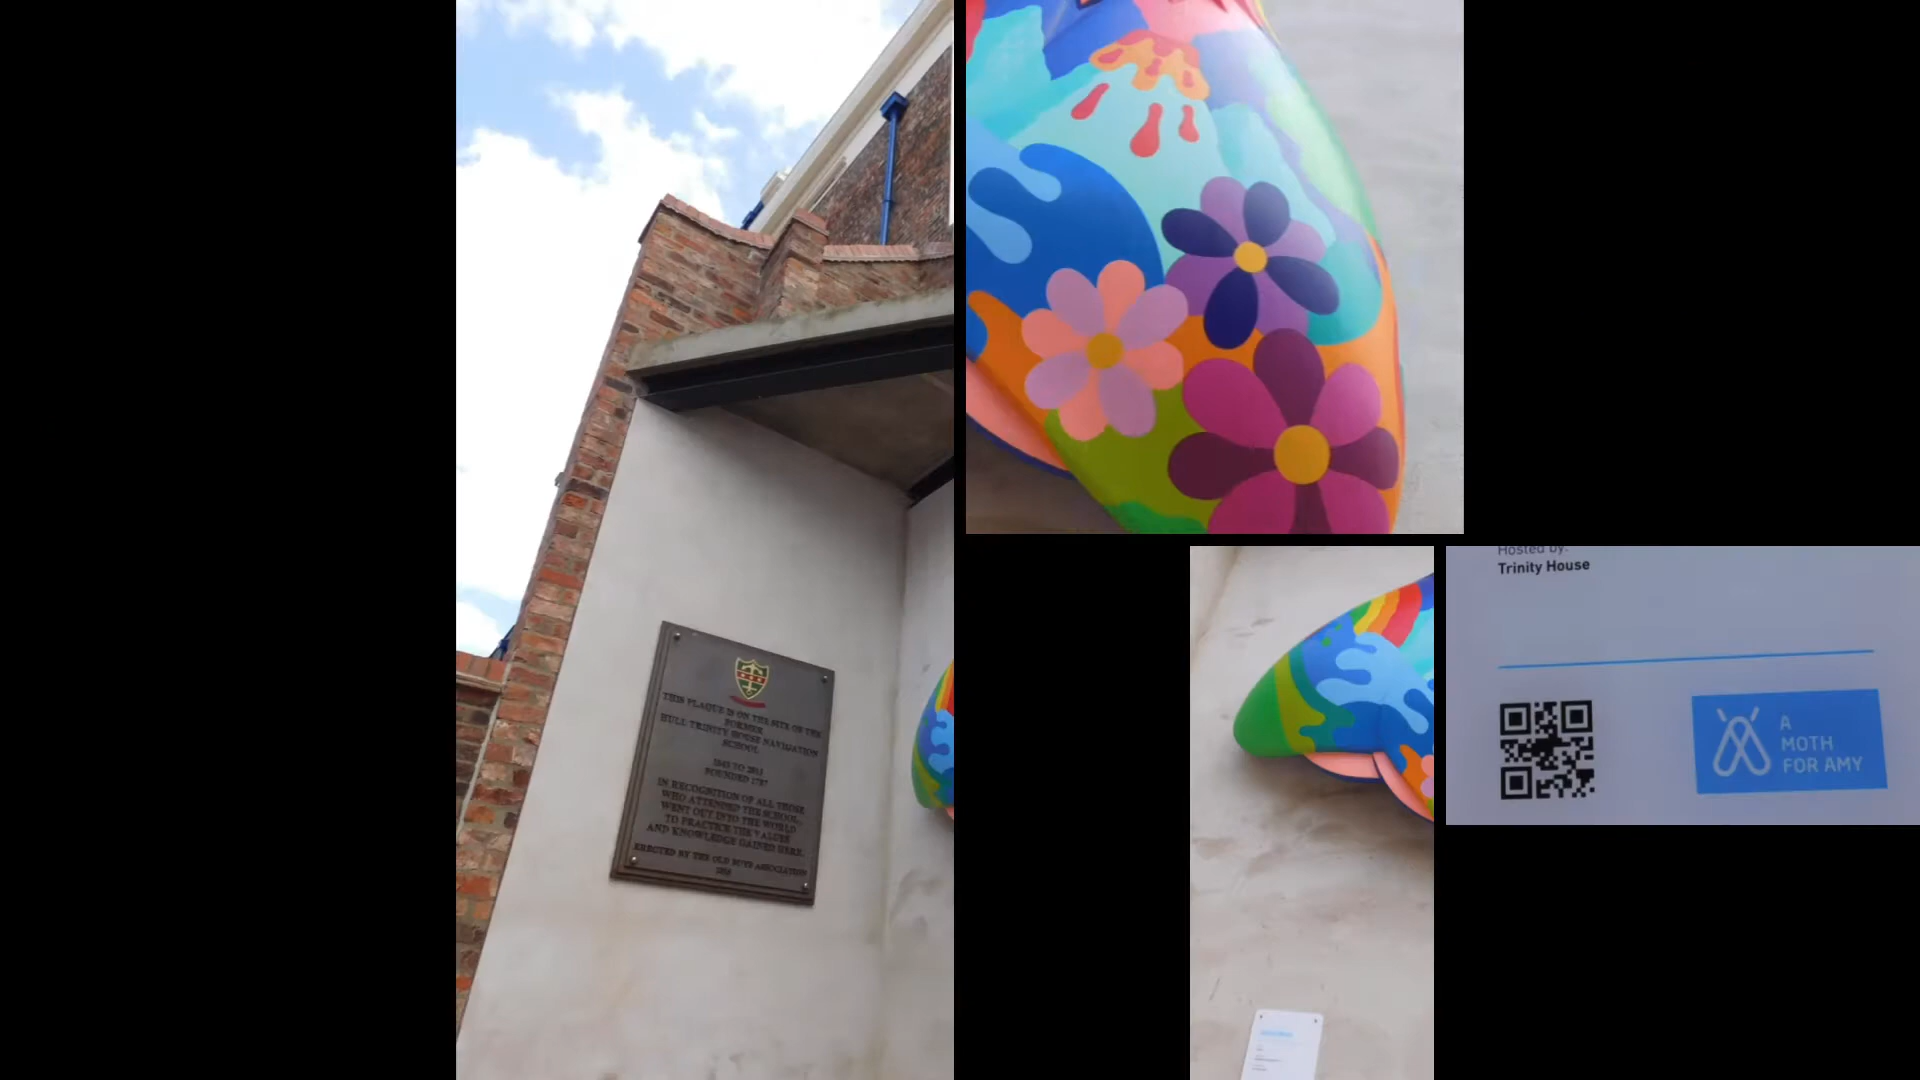 THIS PLAQUE IS ON THE SITE OF THE
FORMER
HULL TRINITY HOUSE NAVIGATION
SCHOOL
FOUNDED 1787
IN RECOGNITION OF ALL THOSE
WHO ATTENDED THE SCHOOL,
WENT OUT INTO THE WORLD
TO PRACTICE THE VALUES
AND KNOWLEDGE GAINED HERE.
ERECTED BY THE OLD BOYS ASSOCIATION
Hosted by:
Trinity House
A
MOTH
FOR AMY